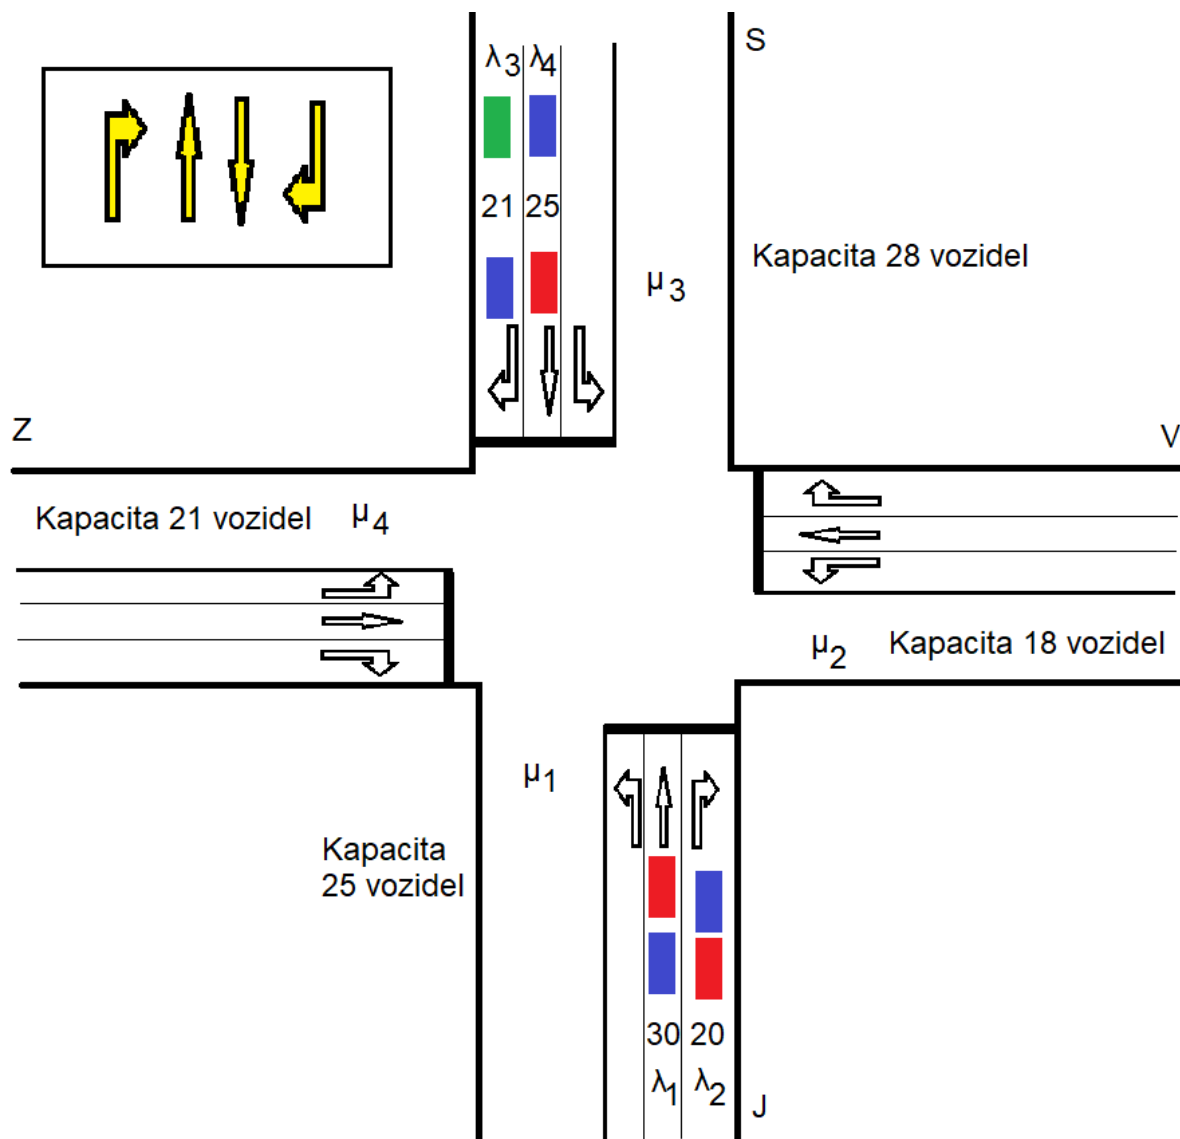 λ3 λ4
S
21 25
Kapacita 28 vozidel
μ3
Z
V
Kapacita 21 vozidel μ4
μ2 Kapacita 18 vozidel
μ1
Kapacita
25 vozidel
30 20
λ1 λ2
J